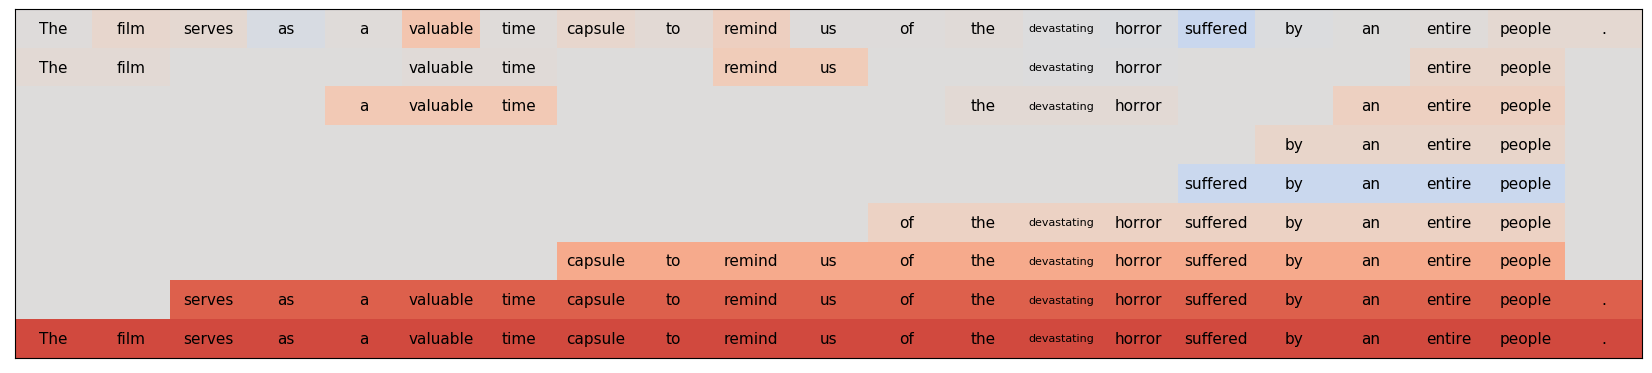 The film serves as a valuable time capsule to remind us of the devastating horror suffered by an entire people .
The film valuable time remind us devastating horror entire people
a valuable time the devastating horror an entire people
by an entire people
suffered by an entire people
of the devastating horror suffered by an entire people
capsule to remind us of the devastating horror suffered by an entire people
serves as a valuable time capsule to remind us of the devastating horror suffered by an entire people .
The film serves as a valuable time capsule to remind us of the devastating horror suffered by an entire people .